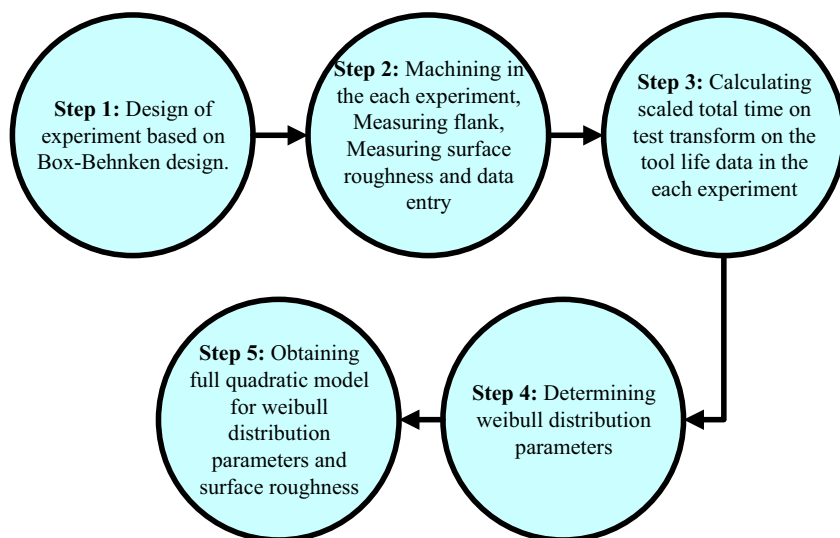 Step 1: Design of
experiment based on
Box-Behnken design.
Step 2: Machining in
the each experiment,
Measuring flank,
Measuring surface
roughness and data
entry
Step 3: Calculating
scaled total time on
test transform on the
tool life data in the
each experiment
Step 4: Determining
weibull distribution
parameters
Step 5: Obtaining
full quadratic model
for weibull
distribution
parameters and
surface roughness